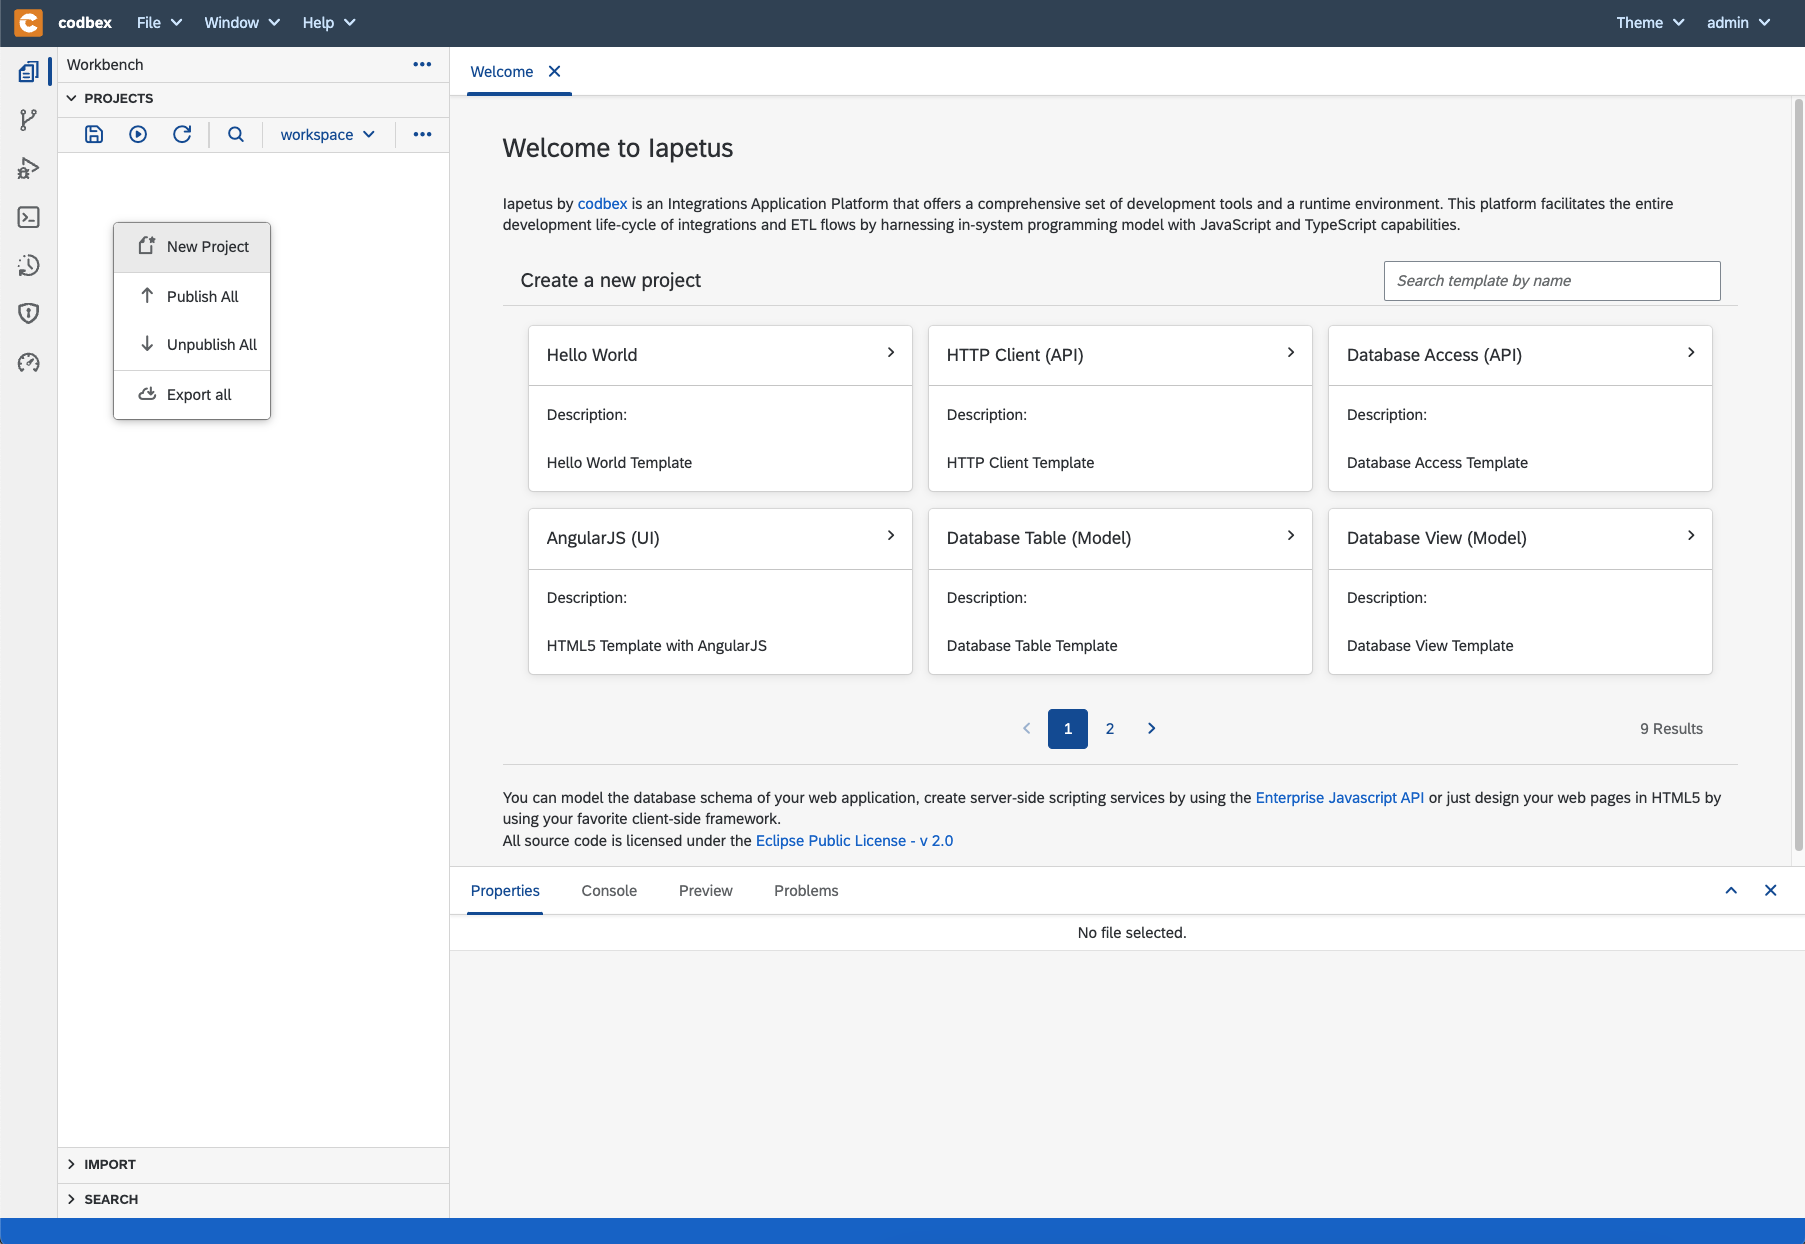 codbex File Window Help Theme admin
Workbench
PROJECTS
workspace
New Project
Publish All
Unpublish All
Export all
IMPORT
SEARCH
Welcome
Welcome to Iapetus
Iapetus by codbex is an Integrations Application Platform that offers a comprehensive set of development tools and a runtime environment. This platform facilitates the entire
development life-cycle of integrations and ETL flows by harnessing in-system programming model with JavaScript and TypeScript capabilities.
Create a new project
Search template by name
Hello World
Description:
Hello World Template
HTTP Client (API)
Description:
HTTP Client Template
Database Access (API)
Description:
Database Access Template
AngularJS (UI)
Description:
HTML5 Template with AngularJS
Database Table (Model)
Description:
Database Table Template
Database View (Model)
Description:
Database View Template
1 2
9 Results
You can model the database schema of your web application, create server-side scripting services by using the Enterprise Javascript API or just design your web pages in HTML5 by
using your favorite client-side framework.
All source code is licensed under the Eclipse Public License - v 2.0
Properties Console Preview Problems
No file selected.